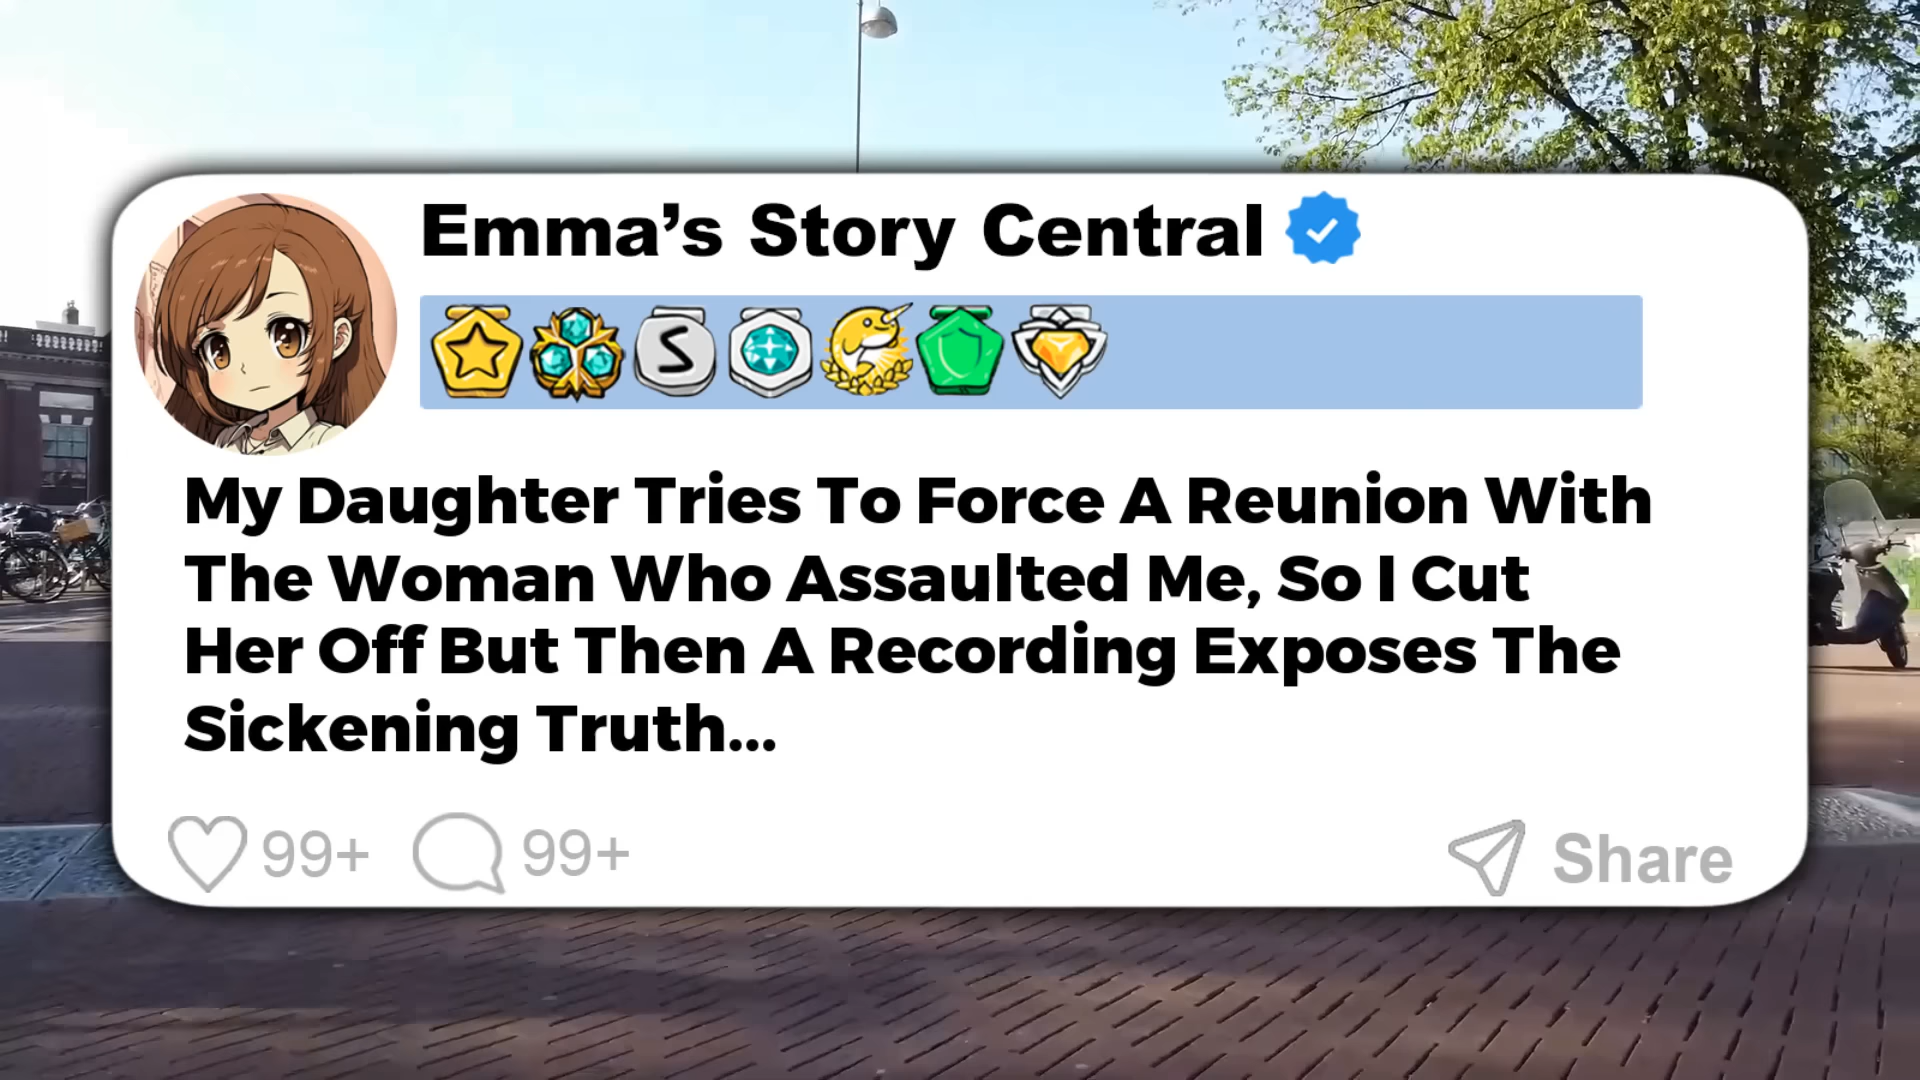 Emma’s Story Central
S
My Daughter Tries To Force A Reunion With
The Woman Who Assaulted Me, So I Cut
Her Off But Then A Recording Exposes The
Sickening Truth...
99+ 99+ Share